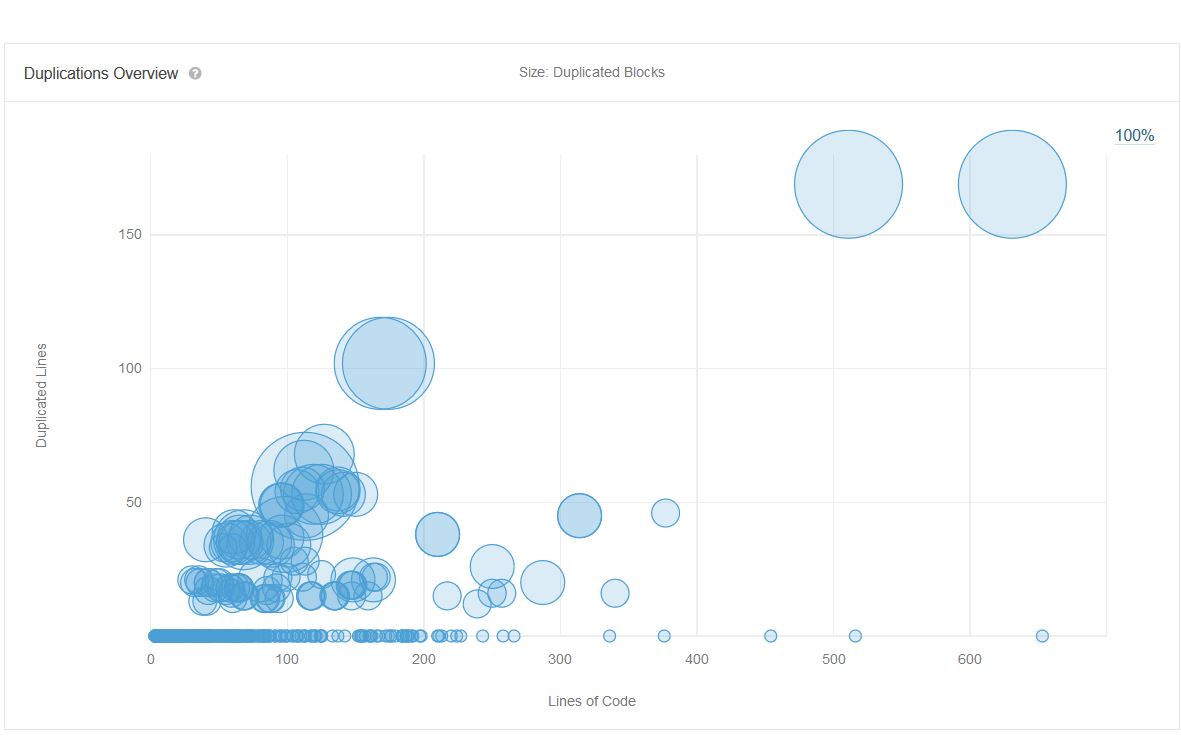 Duplications Overview ?
Size: Duplicated Blocks
100%
150
100
50
Duplicated Lines
0
100
200
300
400
500
600
Lines of Code